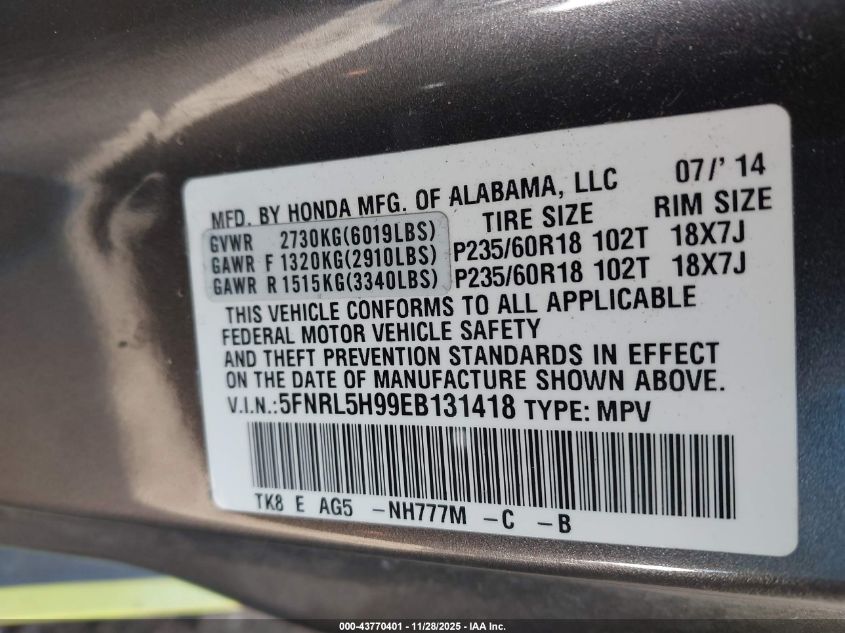 MFD. BY HONDA MFG. OF ALABAMA, LLC 07/' 14
TIRE SIZE RIM SIZE
GVWR 2730KG(6019LBS)
GAWR F 1320KG(2910LBS) P235/60R18 102T 18X7J
GAWR R 1515KG(3340LBS) P235/60R18 102T 18X7J
THIS VEHICLE CONFORMS TO ALL APPLICABLE
FEDERAL MOTOR VEHICLE SAFETY
AND THEFT PREVENTION STANDARDS IN EFFECT
ON THE DATE OF MANUFACTURE SHOWN ABOVE.
V.I.N.:5FNRL5H99EB131418 TYPE: MPV
TK8 E AG5 -NH777M -C -B
000-43770401 - 11/28/2025 - IAA Inc.